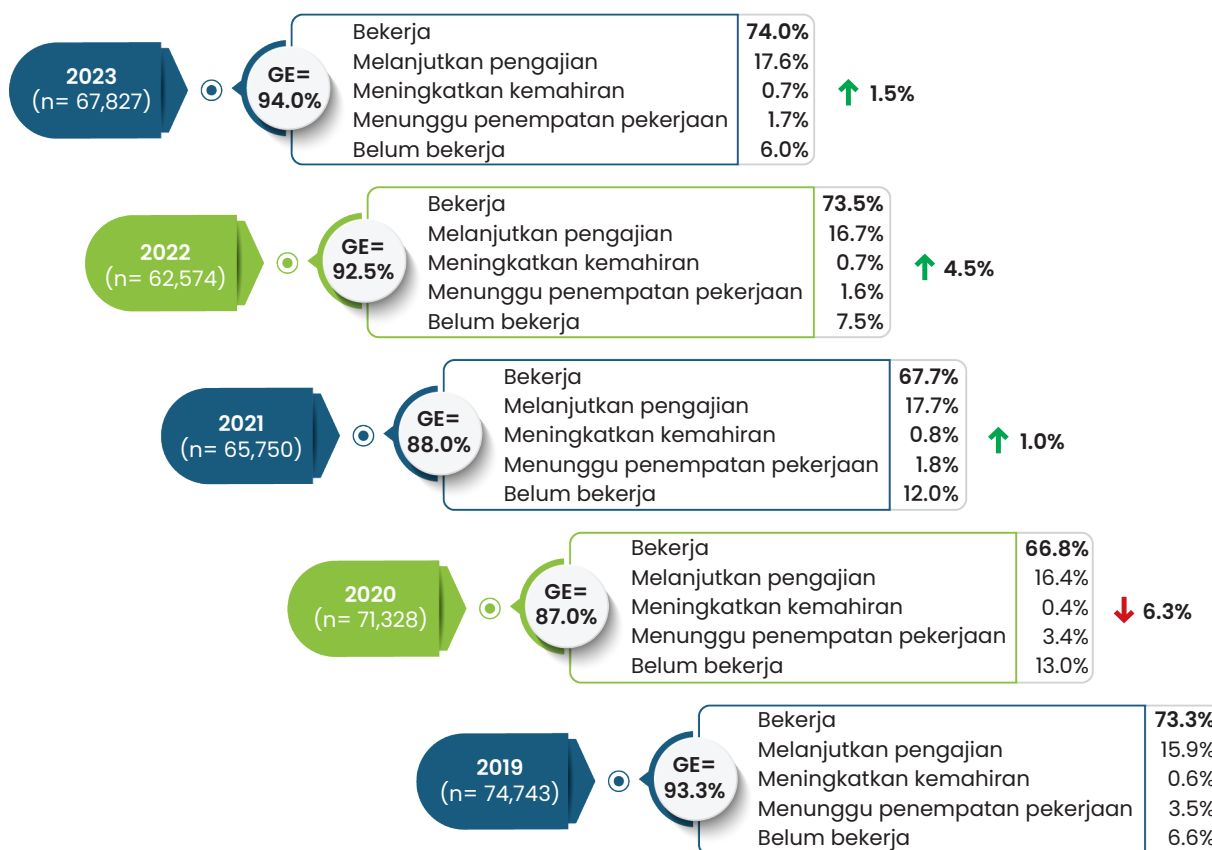 2023
(n= 67,827)
GE=
94.0%
Bekerja 74.0%
Melanjutkan pengajian 17.6%
Meningkatkan kemahiran 0.7%
Menunggu penempatan pekerjaan 1.7%
Belum bekerja 6.0%
1.5%
2022
(n= 62,574)
GE=
92.5%
Bekerja 73.5%
Melanjutkan pengajian 16.7%
Meningkatkan kemahiran 0.7%
Menunggu penempatan pekerjaan 1.6%
Belum bekerja 7.5%
4.5%
2021
(n= 65,750)
GE=
88.0%
Bekerja 67.7%
Melanjutkan pengajian 17.7%
Meningkatkan kemahiran 0.8%
Menunggu penempatan pekerjaan 1.8%
Belum bekerja 12.0%
1.0%
2020
(n= 71,328)
GE=
87.0%
Bekerja 66.8%
Melanjutkan pengajian 16.4%
Meningkatkan kemahiran 0.4%
Menunggu penempatan pekerjaan 3.4%
Belum bekerja 13.0%
6.3%
2019
(n= 74,743)
GE=
93.3%
Bekerja 73.3%
Melanjutkan pengajian 15.9%
Meningkatkan kemahiran 0.6%
Menunggu penempatan pekerjaan 3.5%
Belum bekerja 6.6%